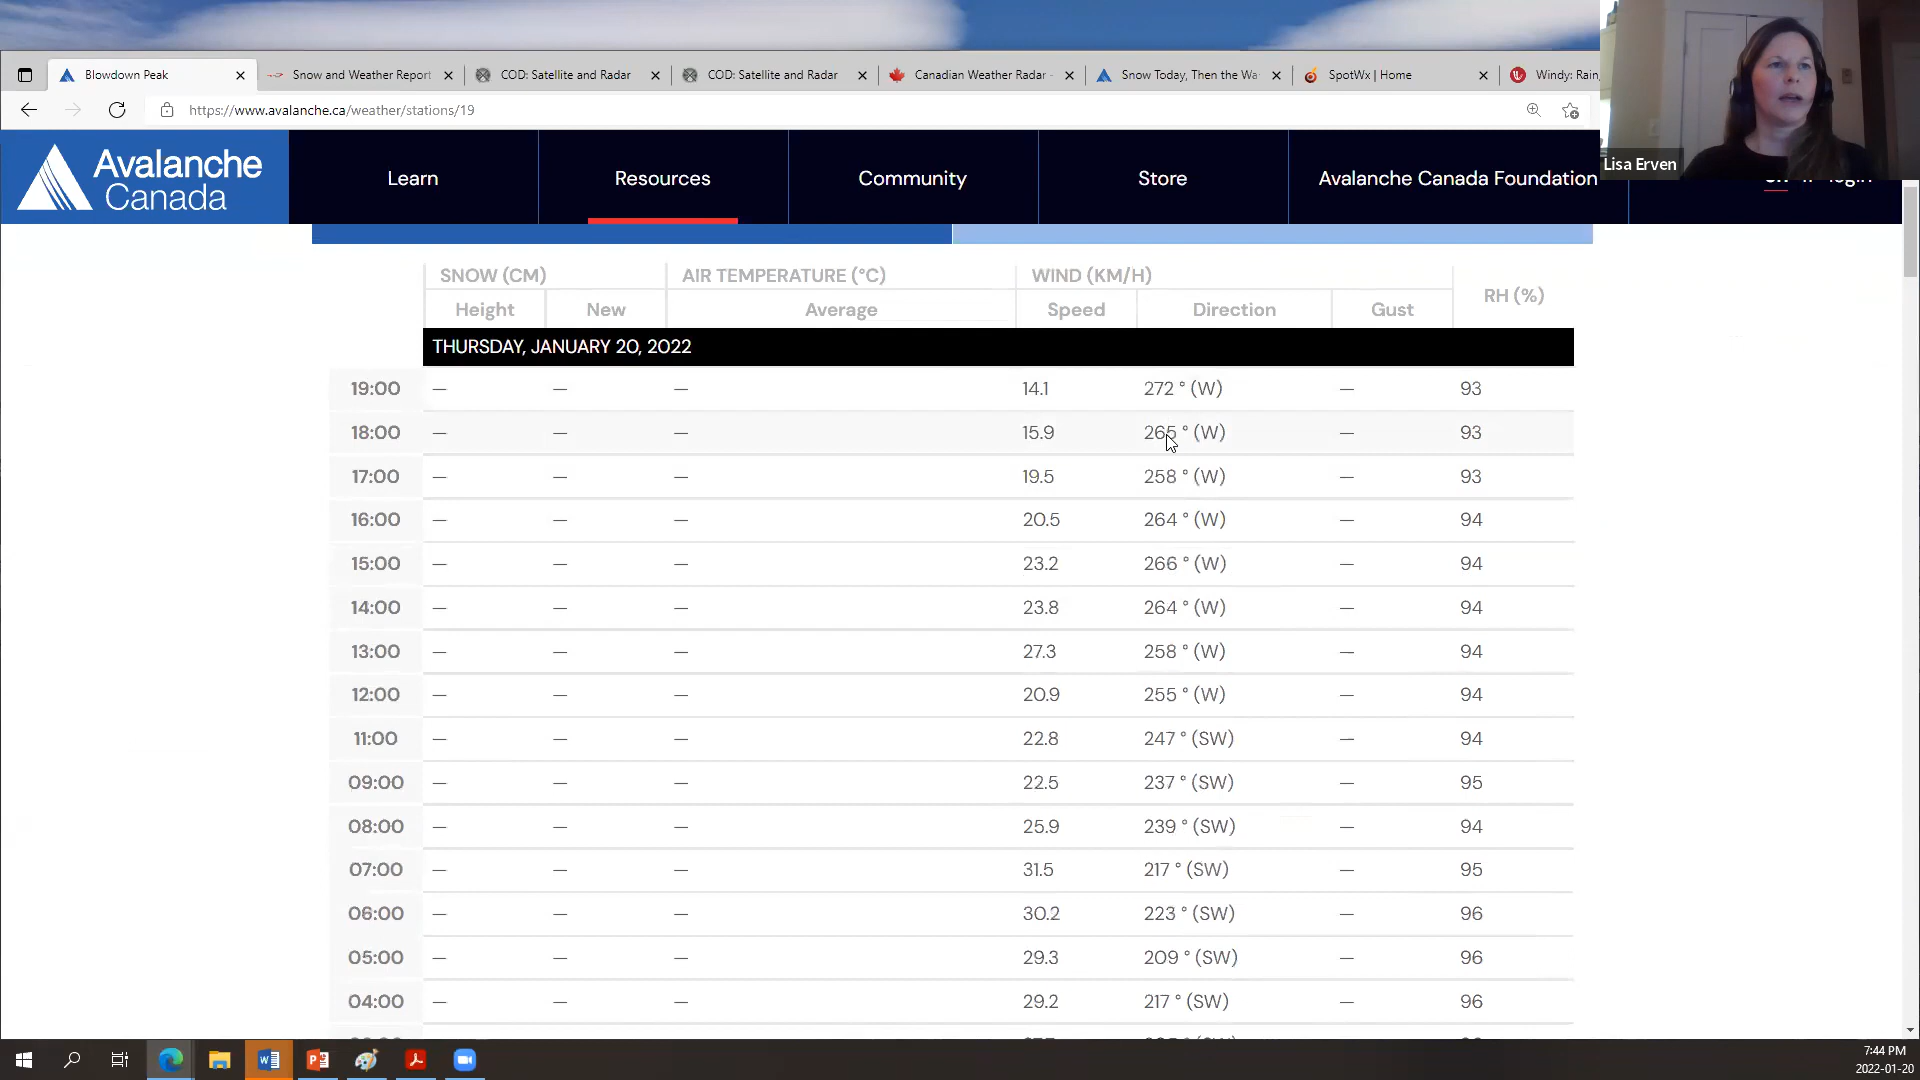 Blowdown Peak
Snow and Weather Report
COD: Satellite and Radar
COD: Satellite and Radar
Canadian Weather Radar -
Snow Today, Then the Wa
SpotWx | Home
Windy: Rain,
https://www.avalanche.ca/weather/stations/19
Lisa Erven
Avalanche
Canada
Learn
Resources
Community
Store
Avalanche Canada Foundation
SNOW (CM) AIR TEMPERATURE (°C) WIND (KM/H) RH (%)
Height New Average Speed Direction Gust
THURSDAY, JANUARY 20, 2022
19:00 — — — 14.1 272 ° (W) — 93
18:00 — — — 15.9 265 ° (W) — 93
17:00 — — — 19.5 258 ° (W) — 93
16:00 — — — 20.5 264 ° (W) — 94
15:00 — — — 23.2 266 ° (W) — 94
14:00 — — — 23.8 264 ° (W) — 94
13:00 — — — 27.3 258 ° (W) — 94
12:00 — — — 20.9 255 ° (W) — 94
11:00 — — — 22.8 247 ° (SW) — 94
09:00 — — — 22.5 237 ° (SW) — 95
08:00 — — — 25.9 239 ° (SW) — 94
07:00 — — — 31.5 217 ° (SW) — 95
06:00 — — — 30.2 223 ° (SW) — 96
05:00 — — — 29.3 209 ° (SW) — 96
04:00 — — — 29.2 217 ° (SW) — 96
7:44 PM
2022-01-20